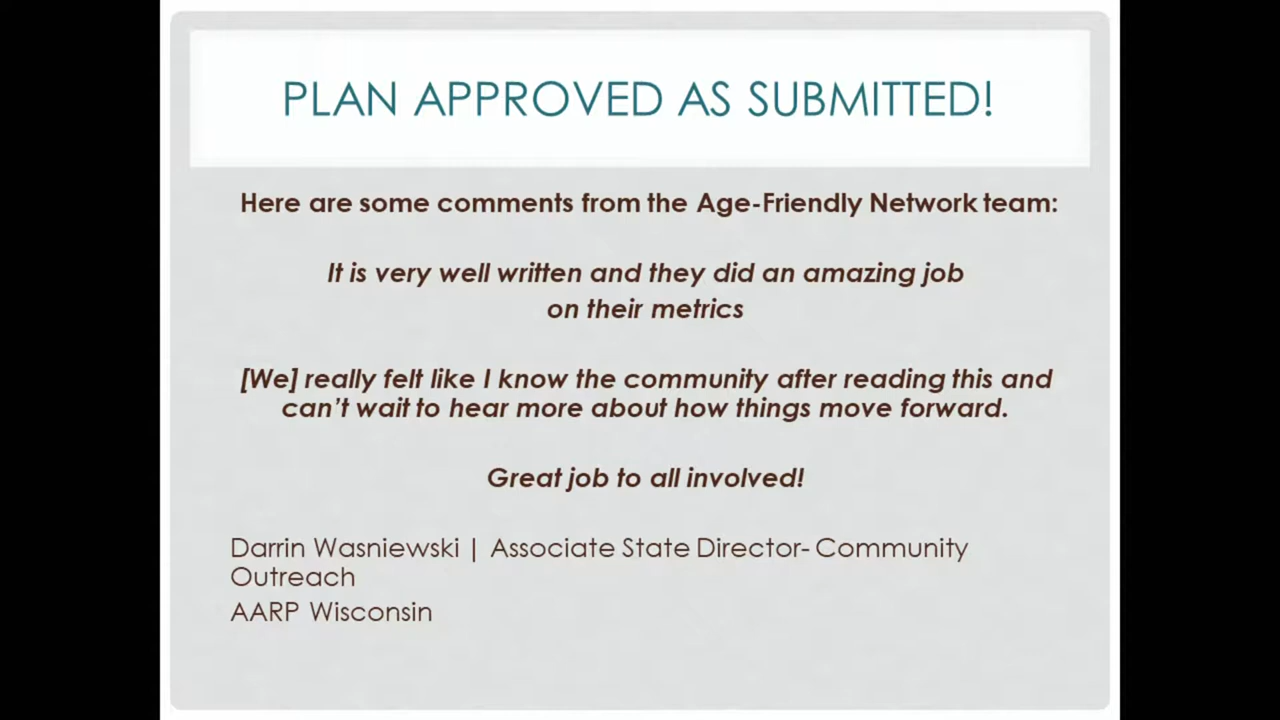 PLAN APPROVED AS SUBMITTED!
Here are some comments from the Age-Friendly Network team:
It is very well written and they did an amazing job
on their metrics
[We] really felt like I know the community after reading this and
can't wait to hear more about how things move forward.
Great job to all involved!
Darrin Wasniewski | Associate State Director- Community
Outreach
AARP Wisconsin